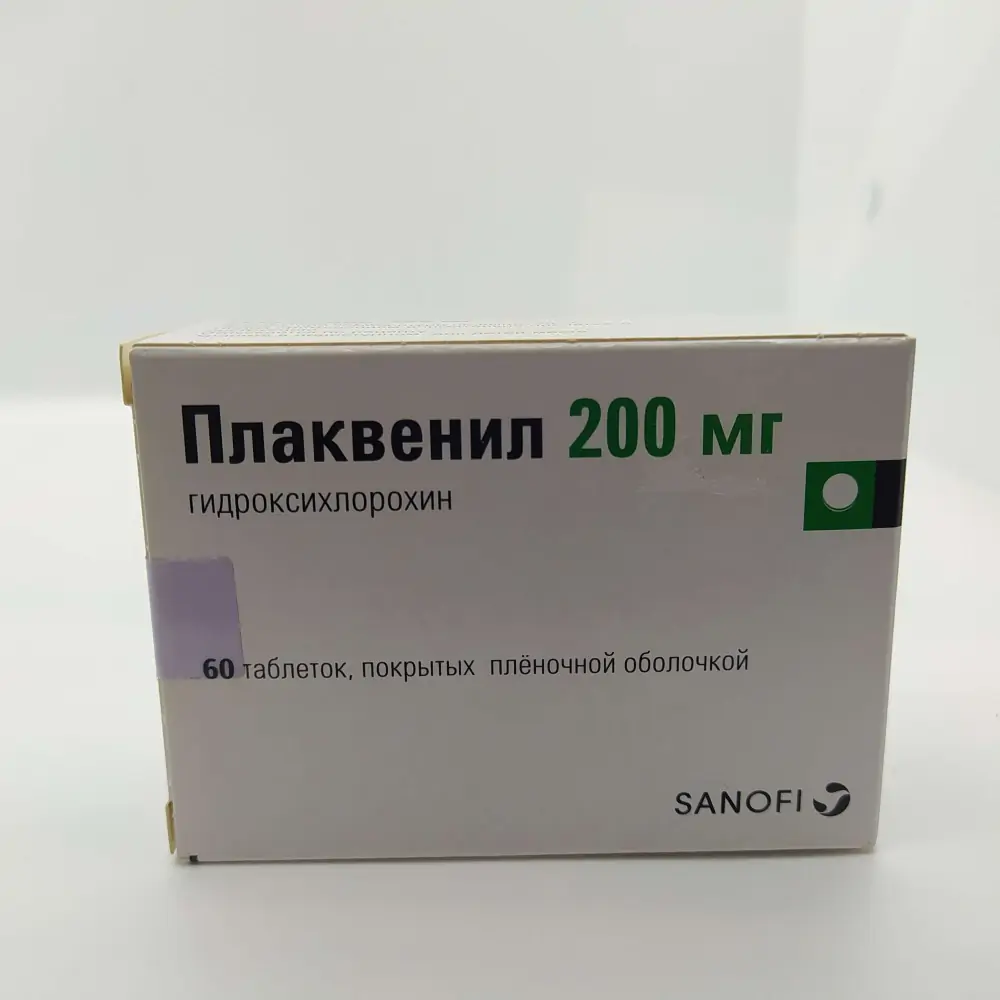 Плаквенил 200 мг
гидроксихлорохин
60 таблеток, покрытых плёночной оболочкой
SANOFI